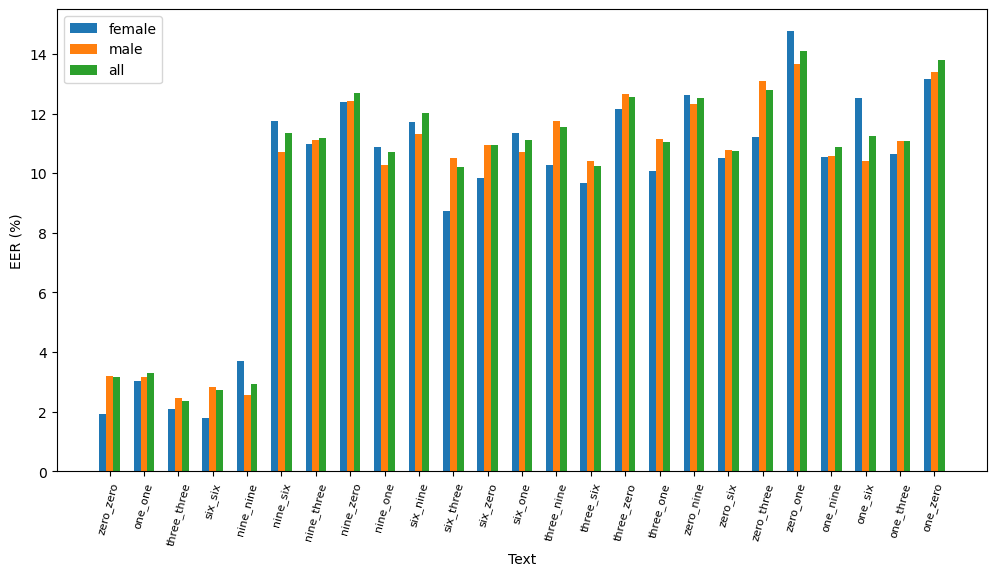 female
male
all
EER (%)
14
12
10
8
6
4
2
0
zero_zero
one_one
three_three
six_six
nine_nine
nine_six
nine_three
nine_zero
nine_one
six_nine
six_three
six_zero
six_one
three_nine
three_six
three_zero
three_one
zero_nine
zero_six
zero_three
zero_one
one_nine
one_six
one_three
one_zero
Text